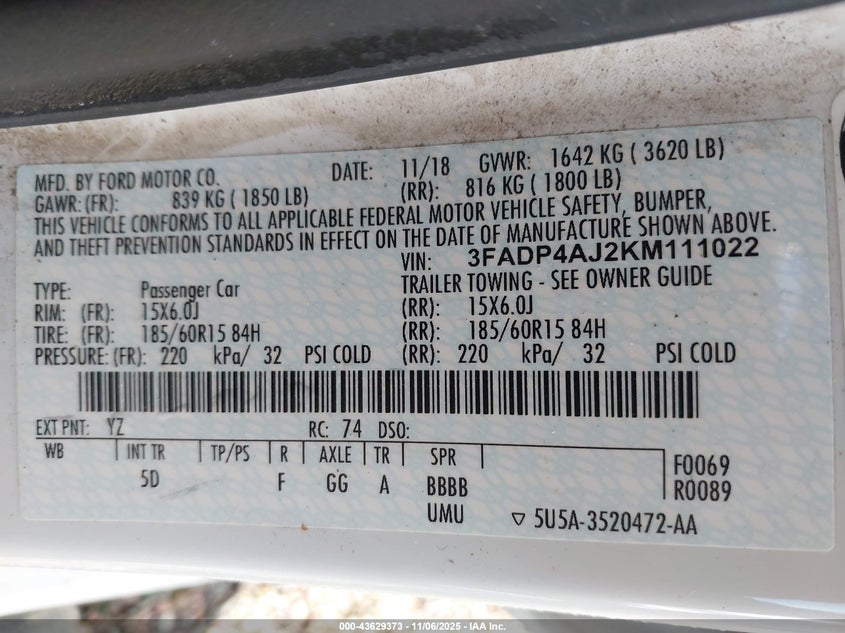 MFD. BY FORD MOTOR CO. DATE: 11/18 GVWR: 1642 KG ( 3620 LB)
GAWR: (FR): 839 KG ( 1850 LB) (RR): 816 KG ( 1800 LB)
THIS VEHICLE CONFORMS TO ALL APPLICABLE FEDERAL MOTOR VEHICLE SAFETY, BUMPER,
AND THEFT PREVENTION STANDARDS IN EFFECT ON THE DATE OF MANUFACTURE SHOWN ABOVE.
VIN: 3FADP4AJ2KM111022
TYPE: Passenger Car TRAILER TOWING - SEE OWNER GUIDE
RIM: (FR): 15X6.0J (RR): 15X6.0J
TIRE: (FR): 185/60R15 84H (RR): 185/60R15 84H
PRESSURE: (FR): 220 kPa/ 32 PSI COLD (RR): 220 kPa/ 32 PSI COLD
EXT PNT: YZ RC: 74 DSO:
WB INT TR TP/PS R AXLE TR SPR
5D F GG A BBBB F0069
UMU R0089
▽ 5U5A-3520472-AA
000-43629373 - 11/06/2025 - IAA Inc.